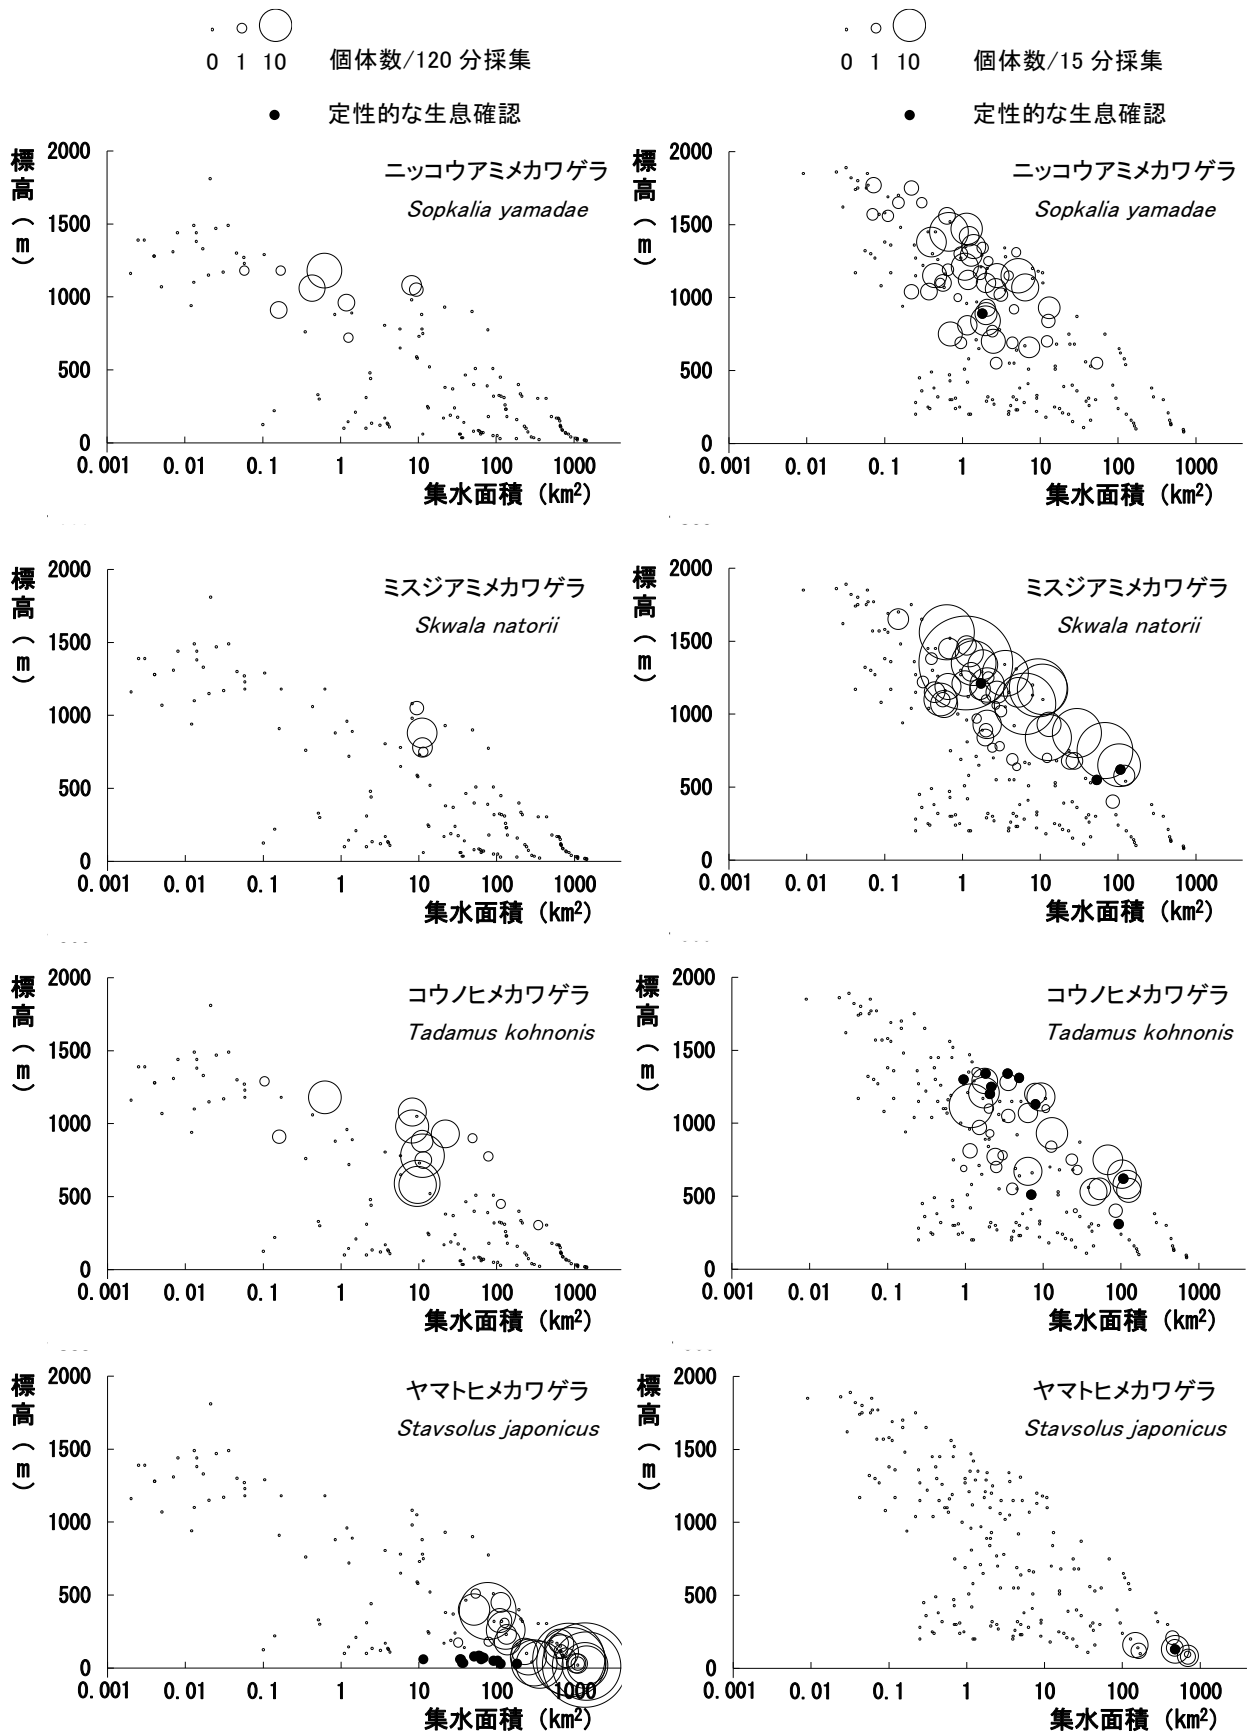 0 1 10 個体数/120 分採集
● 定性的な生息確認
0 1 10 個体数/15 分採集
● 定性的な生息確認
標高(m)
2000
1500
1000
500
0
ニッコウアミメカワゲラ
Sopkalia yamadae
0.001 0.01 0.1 1 10 100 1000
集水面積 (km²)
標高(m)
2000
1500
1000
500
0
ニッコウアミメカワゲラ
Sopkalia yamadae
0.001 0.01 0.1 1 10 100 1000
集水面積 (km²)
標高(m)
2000
1500
1000
500
0
ミスジアミメカワゲラ
Skwala natorii
0.001 0.01 0.1 1 10 100 1000
集水面積 (km²)
標高(m)
2000
1500
1000
500
0
ミスジアミメカワゲラ
Skwala natorii
0.001 0.01 0.1 1 10 100 1000
集水面積 (km²)
標高(m)
2000
1500
1000
500
0
コウノヒメカワゲラ
Tadamus kohnonis
0.001 0.01 0.1 1 10 100 1000
集水面積 (km²)
標高(m)
2000
1500
1000
500
0
コウノヒメカワゲラ
Tadamus kohnonis
0.001 0.01 0.1 1 10 100 1000
集水面積 (km²)
標高(m)
2000
1500
1000
500
0
ヤマトヒメカワゲラ
Stavsolus japonicus
0.001 0.01 0.1 1 10 100 1000
集水面積 (km²)
標高(m)
2000
1500
1000
500
0
ヤマトヒメカワゲラ
Stavsolus japonicus
0.001 0.01 0.1 1 10 100 1000
集水面積 (km²)